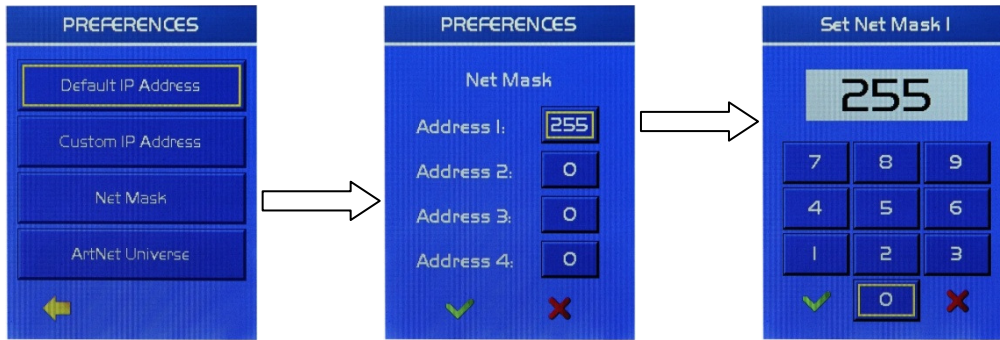 PREFERENCES
Default IP Address
Custom IP Address
Net Mask
ArtNet Universe
PREFERENCES
Net Mask
Address 1: 255
Address 2: 0
Address 3: 0
Address 4: 0
Set Net Mask 1
255
7 8 9
4 5 6
1 2 3
0